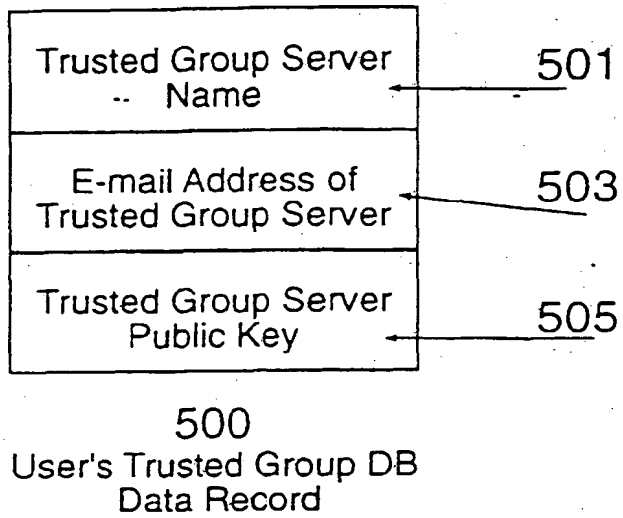 Trusted Group Server
Name
501
E-mail Address of
Trusted Group Server
503
Trusted Group Server
Public Key
505
500
User's Trusted Group DB
Data Record